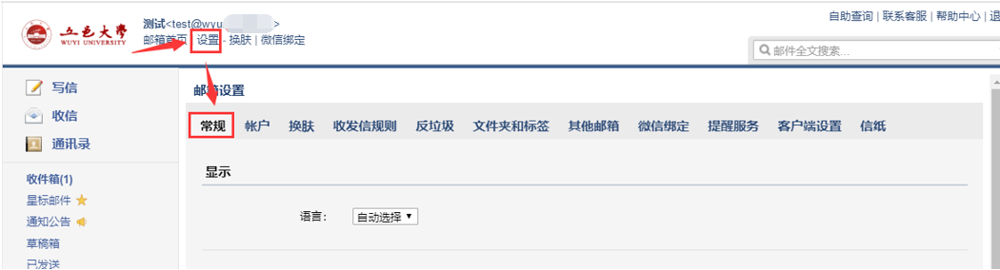 五邑大學
WUYI UNIVERSITY
测试<test@wyu
>
邮箱首页 | 设置 - 换肤 | 微信绑定
自助查询 | 联系客服 | 帮助中心 | 退
邮件全文搜索...
写信
收信
通讯录
收件箱(1)
星标邮件
通知公告
草稿箱
已发送
邮箱设置
常规 帐户 换肤 收发信规则 反垃圾 文件夹和标签 其他邮箱 微信绑定 提醒服务 客户端设置 信纸
显示
语言： 自动选择